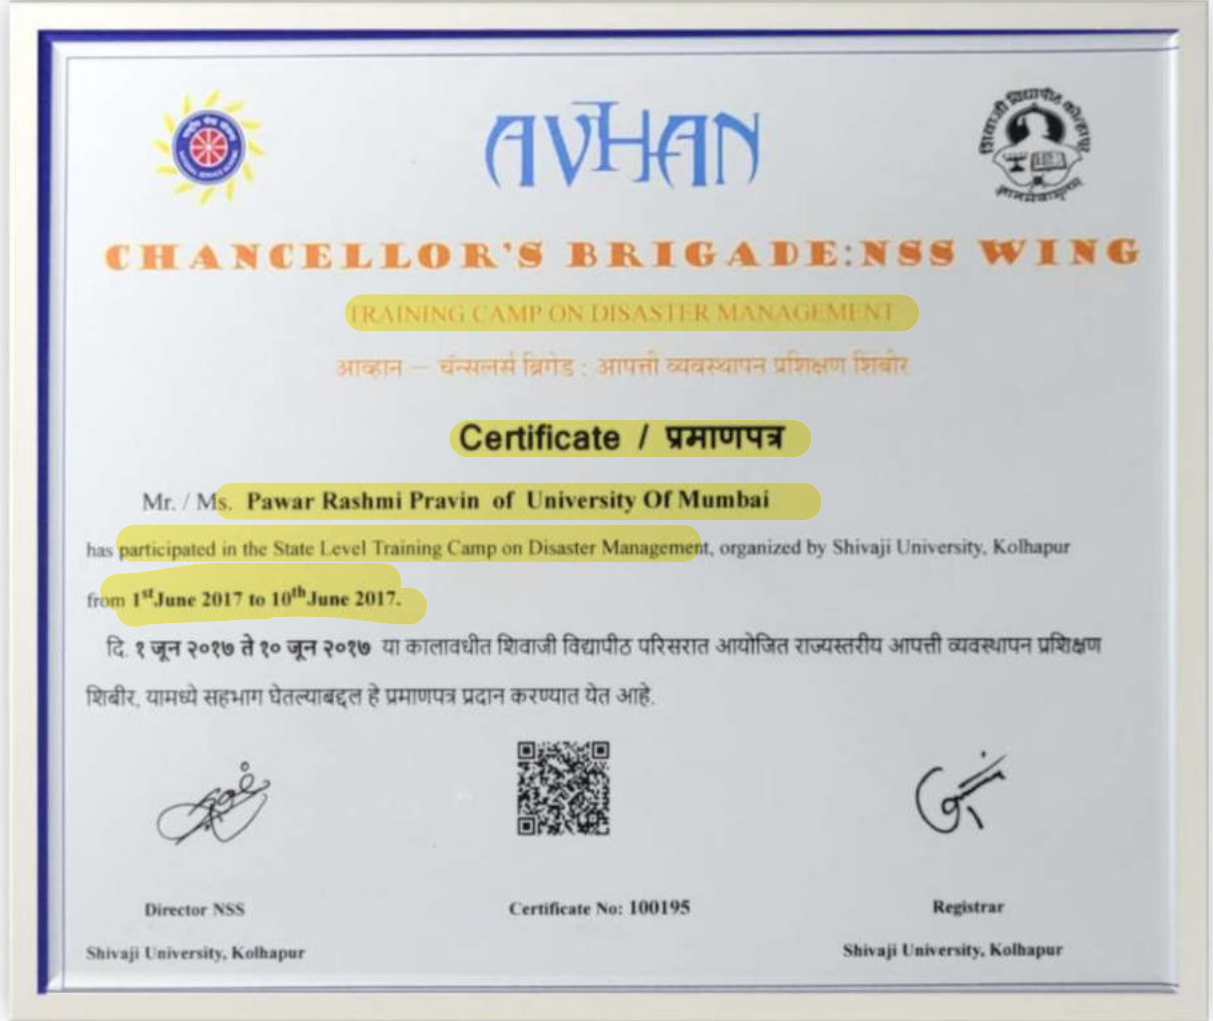 AVHAN
शिवाजी विद्यापीठ कोल्हापूर
CHANCELLOR'S BRIGADE:NSS WING
TRAINING CAMP ON DISASTER MANAGEMENT
आव्हान – चॅन्सलर्स ब्रिगेड : आपत्ती व्यवस्थापन प्रशिक्षण शिबीर
Certificate / प्रमाणपत्र
Mr. / Ms. Pawar Rashmi Pravin of University Of Mumbai
has participated in the State Level Training Camp on Disaster Management, organized by Shivaji University, Kolhapur
from 1st June 2017 to 10th June 2017.
दि. १ जून २०१७ ते १० जून २०१७ या कालावधीत शिवाजी विद्यापीठ परिसरात आयोजित राज्यस्तरीय आपत्ती व्यवस्थापन प्रशिक्षण
शिबीर, यामध्ये सहभाग घेतल्याबद्दल हे प्रमाणपत्र प्रदान करण्यात येत आहे.
Director NSS
Certificate No: 100195
Registrar
Shivaji University, Kolhapur
Shivaji University, Kolhapur